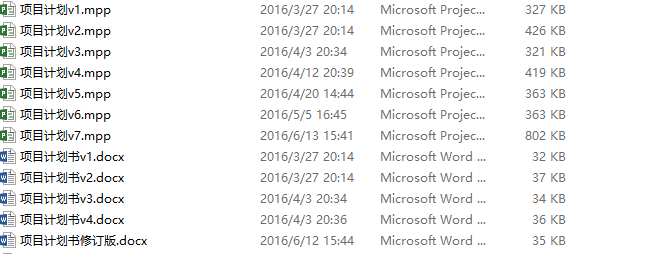 项目计划v1.mpp 2016/3/27 20:14 Microsoft Projec... 327 KB
项目计划v2.mpp 2016/3/27 20:14 Microsoft Projec... 426 KB
项目计划v3.mpp 2016/4/3 20:34 Microsoft Projec... 321 KB
项目计划v4.mpp 2016/4/12 20:39 Microsoft Projec... 419 KB
项目计划v5.mpp 2016/4/20 14:44 Microsoft Projec... 363 KB
项目计划v6.mpp 2016/5/5 16:45 Microsoft Projec... 363 KB
项目计划v7.mpp 2016/6/13 15:41 Microsoft Projec... 802 KB
项目计划书v1.docx 2016/3/27 20:14 Microsoft Word ... 32 KB
项目计划书v2.docx 2016/3/27 20:14 Microsoft Word ... 37 KB
项目计划书v3.docx 2016/4/3 20:34 Microsoft Word ... 34 KB
项目计划书v4.docx 2016/4/3 20:36 Microsoft Word ... 36 KB
项目计划书修订版.docx 2016/6/12 15:44 Microsoft Word ... 35 KB